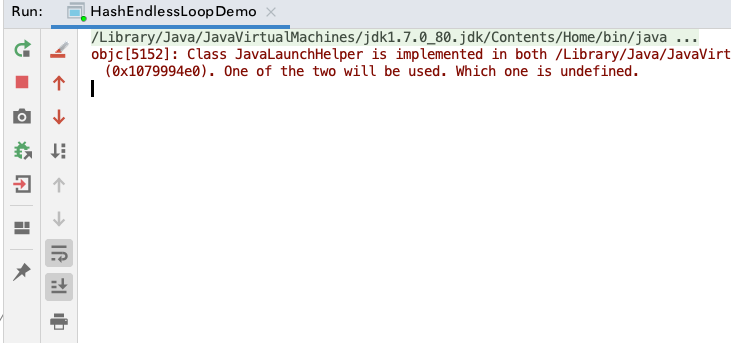 Run: HashEndlessLoopDemo
/Library/Java/JavaVirtualMachines/jdk1.7.0_80.jdk/Contents/Home/bin/java ...
objc[5152]: Class JavaLaunchHelper is implemented in both /Library/Java/JavaVirt
(0x1079994e0). One of the two will be used. Which one is undefined.